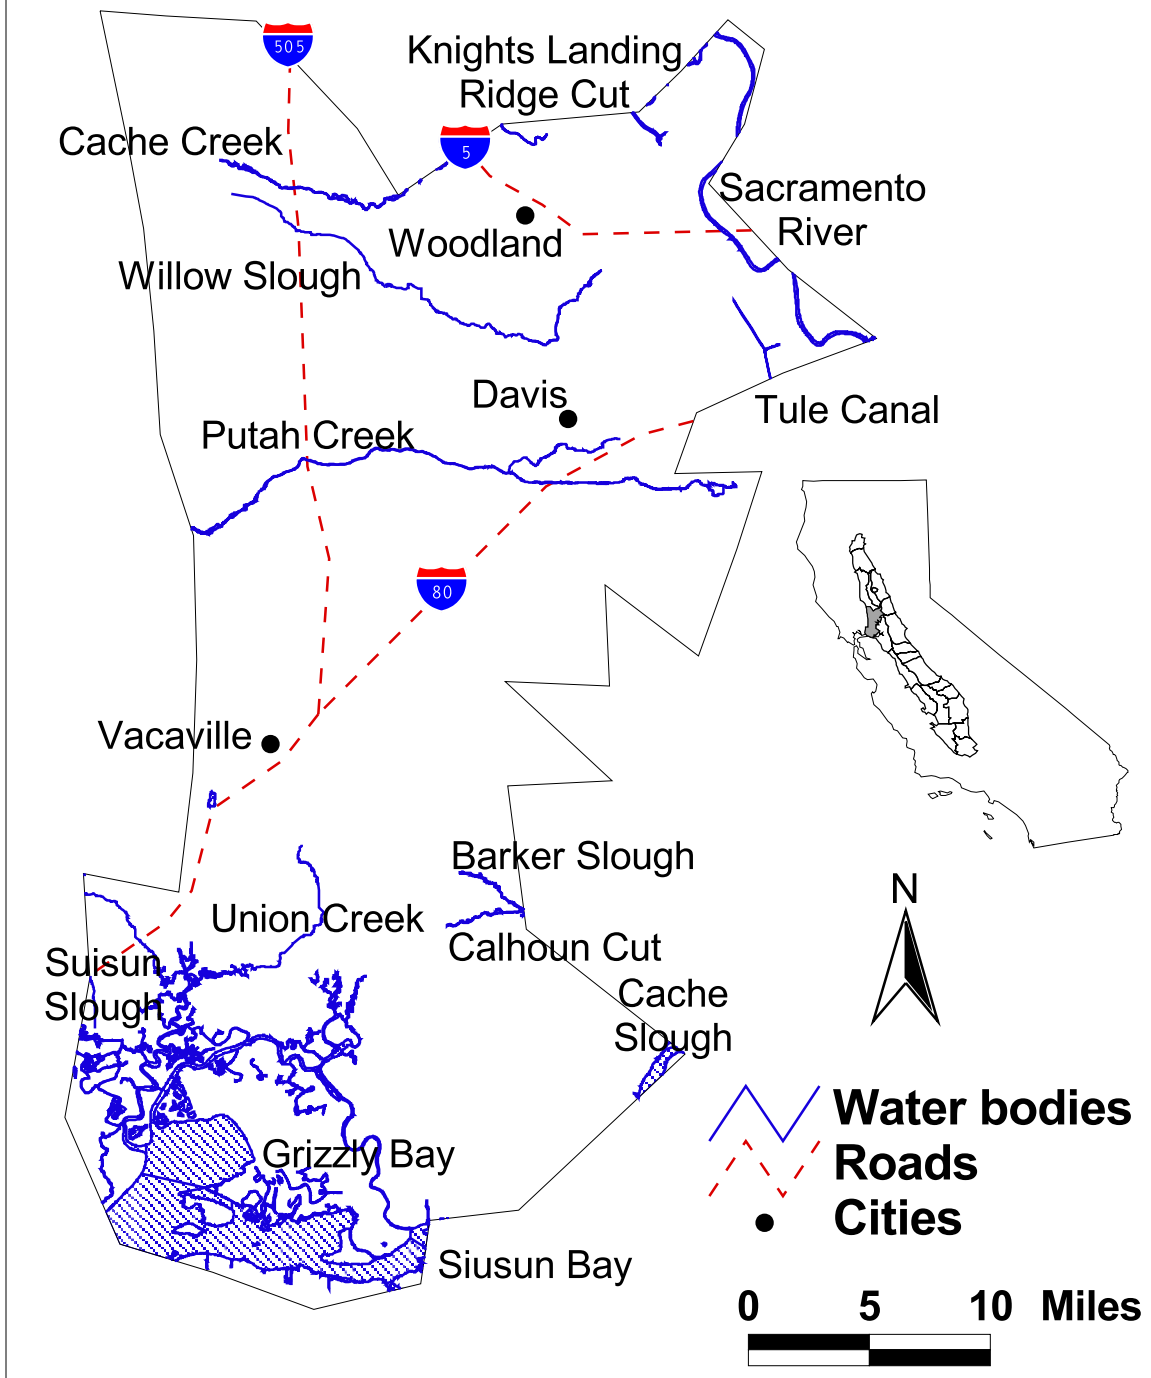 505
Knights Landing
Ridge Cut
Cache Creek
5
Sacramento
River
Woodland
Willow Slough
Davis
Tule Canal
Putah Creek
80
Vacaville
Barker Slough
N
Union Creek
Calhoun Cut
Suisun
Slough
Cache
Slough
Water bodies
Grizzly Bay
Roads
Cities
Siusun Bay
0 5 10 Miles